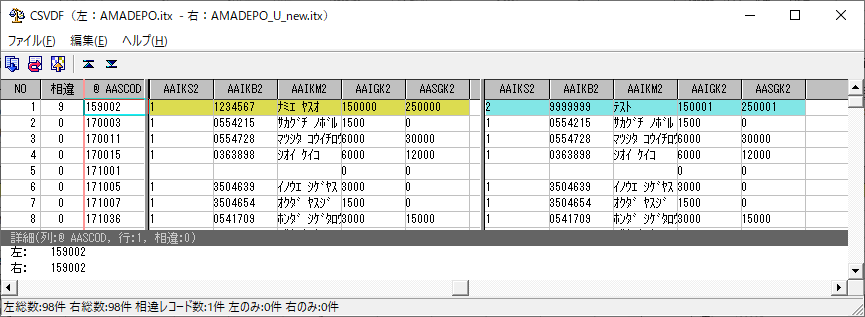 CSVDF（左：AMADEPO.itx - 右：AMADEPO_U_new.itx）
ファイル(F) 編集(E) ヘルプ(H)
NO 相違 @ AASCOD AAIKS2 AAIKB2 AAIKM2 AAIGK2 AASGK2 AAIKS2 AAIKB2 AAIKM2 AAIGK2 AASGK2
1 9 159002 1 1234567 ﾅﾐｴ ﾔｽｵ 150000 250000 2 9999999 ﾃｽﾄ 150001 250001
2 0 170003 1 0554215 ｻｶｸﾞﾁ ﾉﾎﾞﾙ 1500 0 1 0554215 ｻｶｸﾞﾁ ﾉﾎﾞﾙ 1500 0
3 0 170011 1 0554728 ﾏﾂｼﾀ ｺｳｲﾁﾛｳ 6000 30000 1 0554728 ﾏﾂｼﾀ ｺｳｲﾁﾛｳ 6000 30000
4 0 170015 1 0363898 ｼｵｲ ｹｲｺ 6000 12000 1 0363898 ｼｵｲ ｹｲｺ 6000 12000
5 0 171001 0 0 0 0
6 0 171005 1 3504639 ｲﾉｳｴ ｼｹﾞﾔｽ 3000 0 1 3504639 ｲﾉｳｴ ｼｹﾞﾔｽ 3000 0
7 0 171007 1 3504654 ｵｸﾀﾞ ﾔｽｼﾞ 1500 0 1 3504654 ｵｸﾀﾞ ﾔｽｼﾞ 1500 0
8 0 171036 1 0541709 ﾎﾝﾀﾞ ｼｹﾞﾀﾛｳ 3000 15000 1 0541709 ﾎﾝﾀﾞ ｼｹﾞﾀﾛｳ 3000 15000
詳細(列:@ AASCOD, 行:1, 相違:0)
左: 159002
右: 159002
左総数:98件 右総数:98件 相違レコード数:1件 左のみ:0件 右のみ:0件